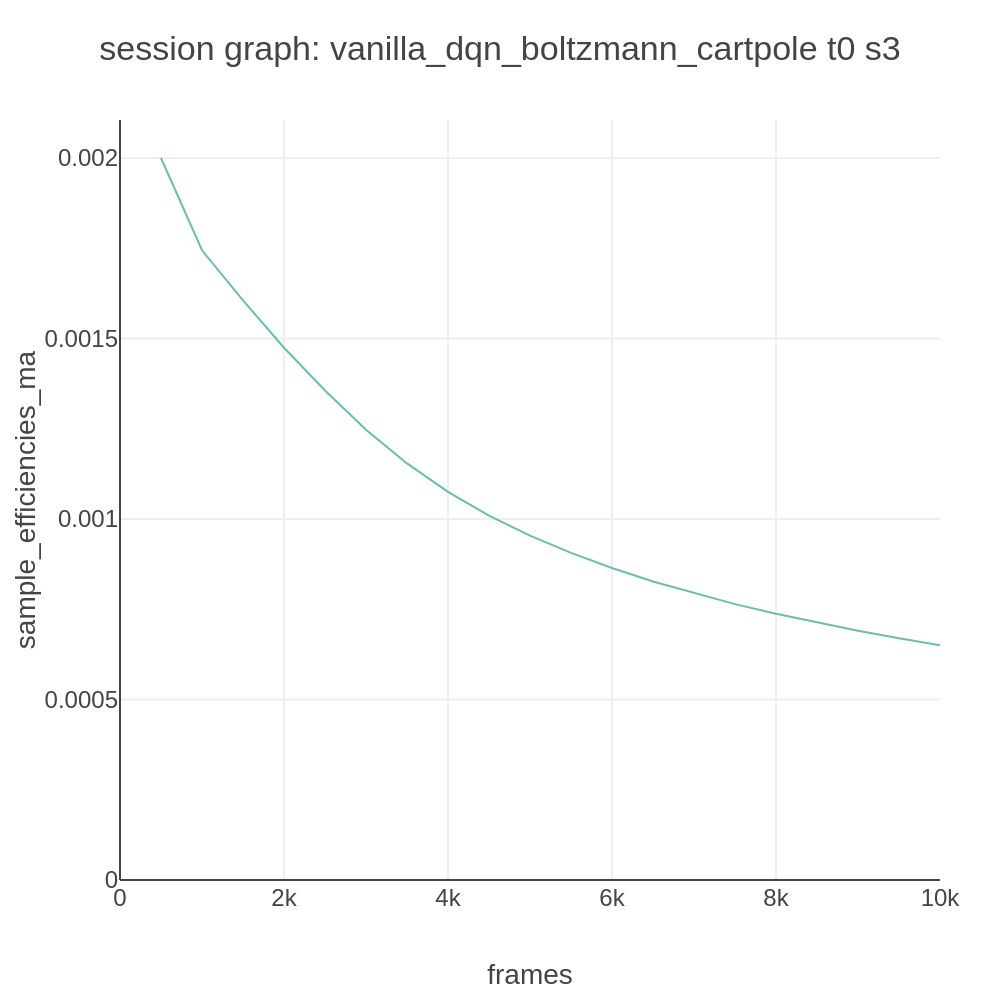 session graph: vanilla_dqn_boltzmann_cartpole t0 s3
sample_efficiencies_ma
0.002
0.0015
0.001
0.0005
0
0 2k 4k 6k 8k 10k
frames